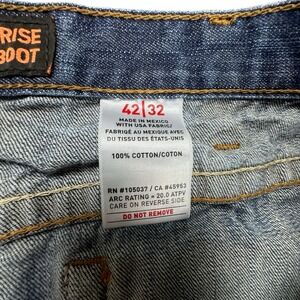 RISE
BOOT
42|32
MADE IN MEXICO
WITH USA FABRIC/
FABRIQUÉ AU MEXIQUE AVEC
DU TISSU DES ÉTATS-UNIS
100% COTTON/COTON
RN #105037 / CA #45953
ARC RATING = 20.0 ATPV
CARE ON REVERSE SIDE
DO NOT REMOVE